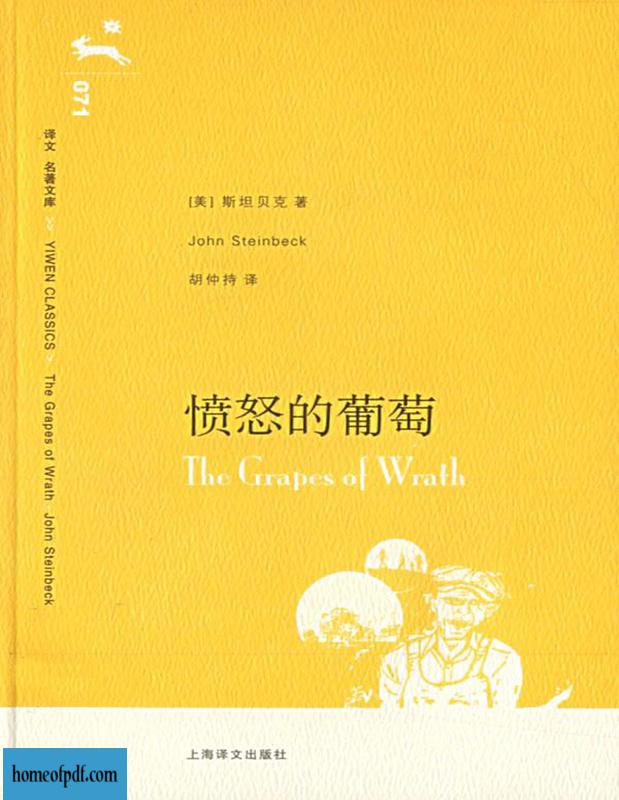 071
译文 名著文库 YIWEN CLASSICS The Grapes of Wrath John Steinbeck
[美] 斯坦贝克 著
John Steinbeck
胡仲持 译
愤怒的葡萄
The Grapes of Wrath
上海译文出版社
homeofpdf.com